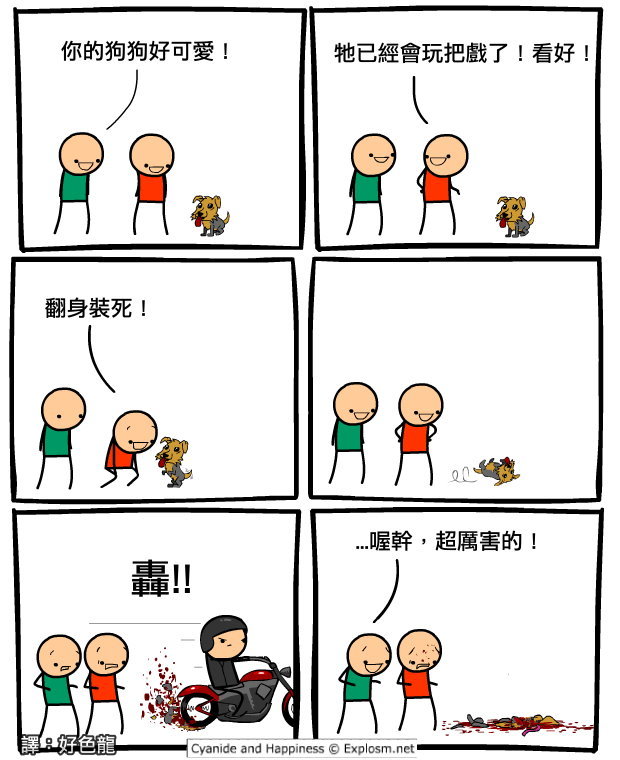 你的狗狗好可愛！
牠已經會玩把戲了！看好！
翻身裝死！
轟!!
...喔幹，超厲害的！
譯：好色龍
Cyanide and Happiness © Explosm.net